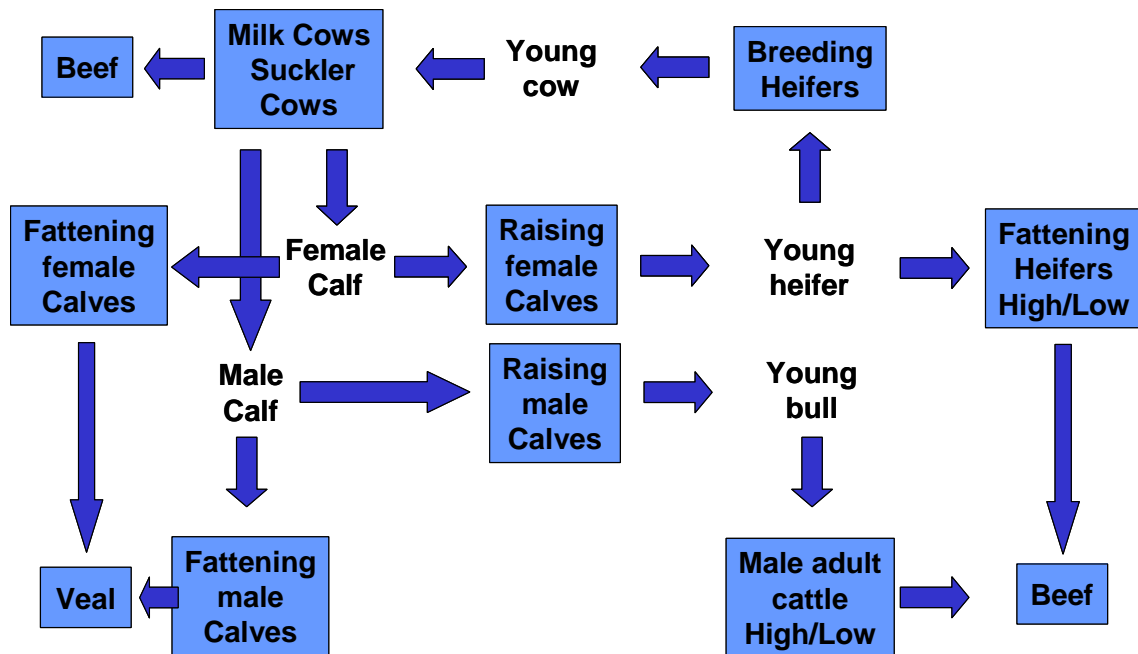 Beef
Milk Cows
Suckler
Cows
Young
cow
Breeding
Heifers
Fattening
female
Calves
Female
Calf
Raising
female
Calves
Young
heifer
Fattening
Heifers
High/Low
Male
Calf
Raising
male
Calves
Young
bull
Veal
Fattening
male
Calves
Male adult
cattle
High/Low
Beef